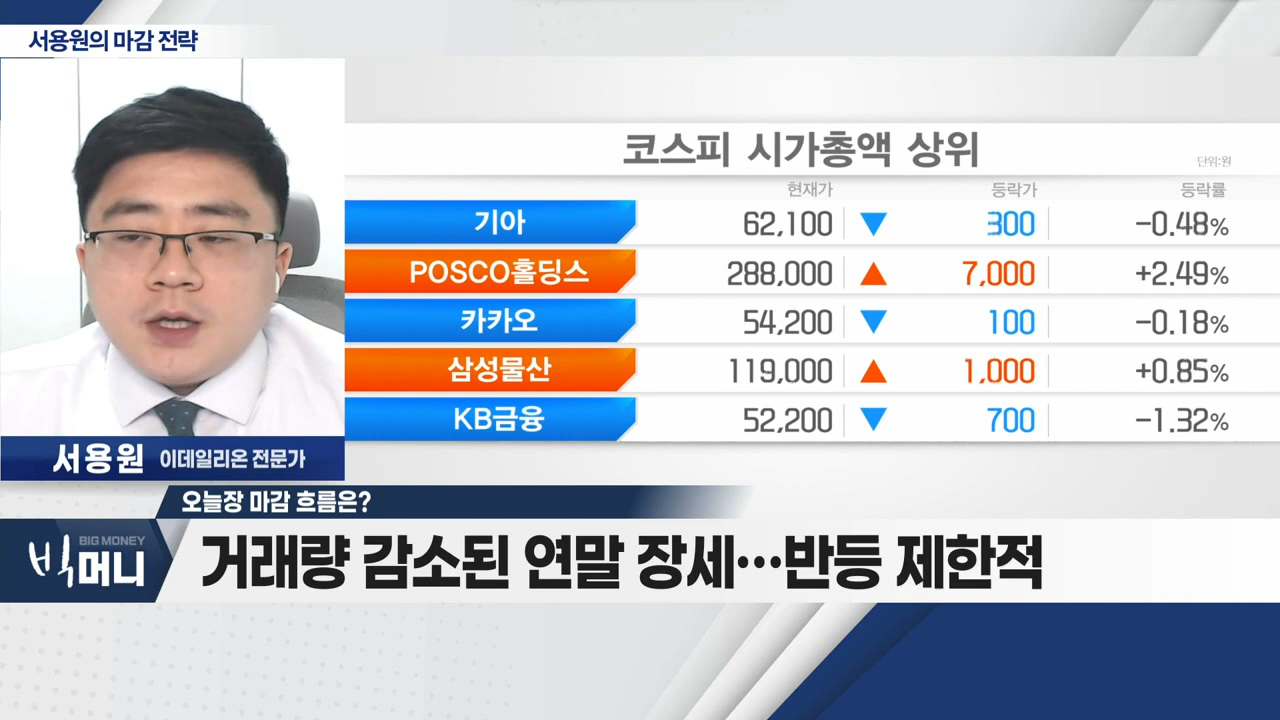 서용원의 마감 전략
코스피 시가총액 상위
단위:원
현재가 등락가 등락률
기아 62,100 ▼ 300 -0.48%
POSCO홀딩스 288,000 ▲ 7,000 +2.49%
카카오 54,200 ▼ 100 -0.18%
삼성물산 119,000 ▲ 1,000 +0.85%
KB금융 52,200 ▼ 700 -1.32%
서용원 이데일리온 전문가
오늘장 마감 흐름은?
BIG MONEY
빅머니
거래량 감소된 연말 장세…반등 제한적